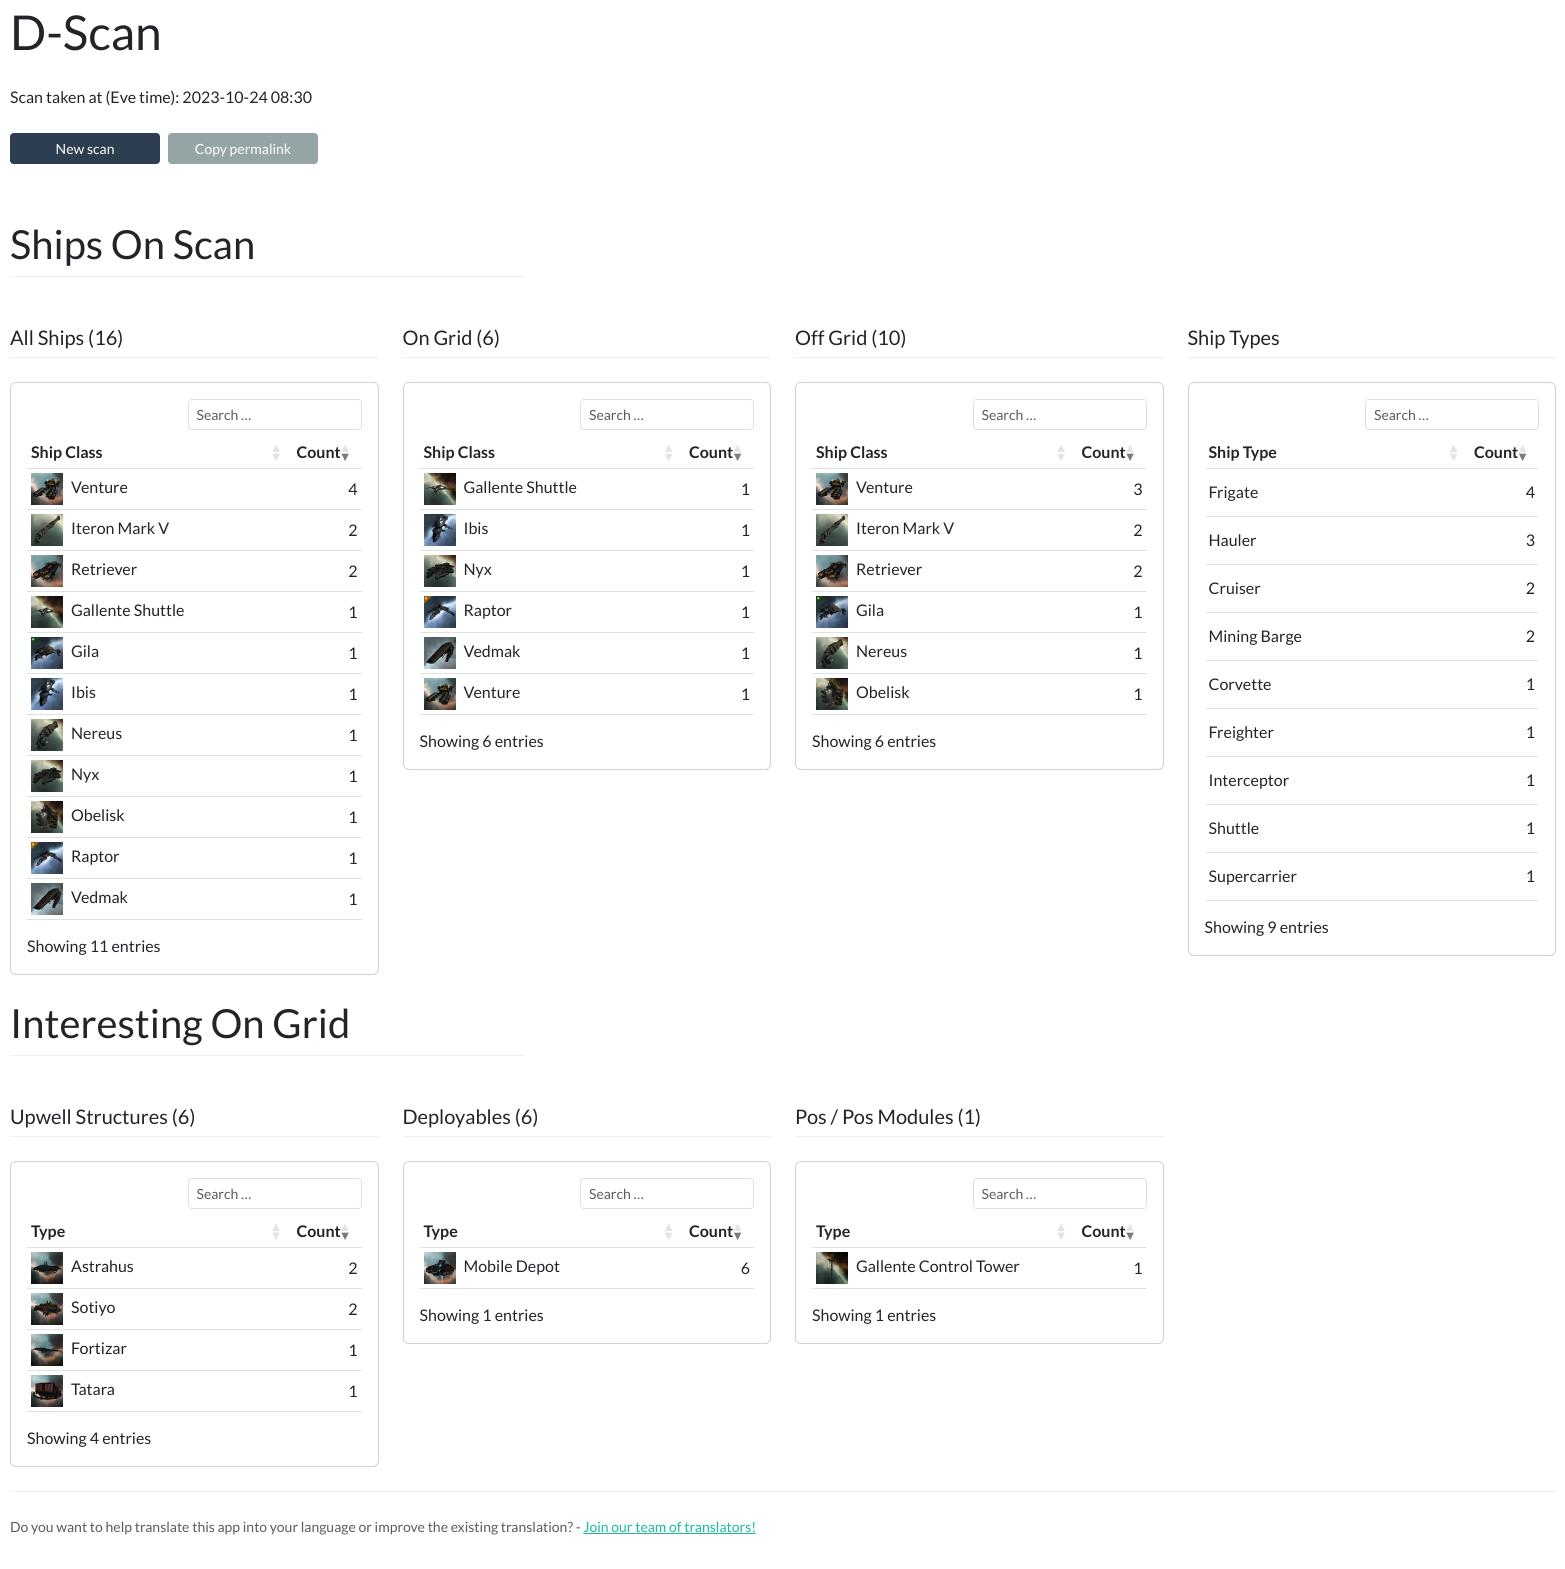 D-Scan
Scan taken at (Eve time): 2023-10-24 08:30
New scan
Copy permalink
Ships On Scan
All Ships (16)
Search ...
Ship Class Count
Venture 4
Iteron Mark V 2
Retriever 2
Gallente Shuttle 1
Gila 1
Ibis 1
Nereus 1
Nyx 1
Obelisk 1
Raptor 1
Vedmak 1
Showing 11 entries
On Grid (6)
Search ...
Ship Class Count
Gallente Shuttle 1
Ibis 1
Nyx 1
Raptor 1
Vedmak 1
Venture 1
Showing 6 entries
Off Grid (10)
Search ...
Ship Class Count
Venture 3
Iteron Mark V 2
Retriever 2
Gila 1
Nereus 1
Obelisk 1
Showing 6 entries
Ship Types
Search ...
Ship Type Count
Frigate 4
Hauler 3
Cruiser 2
Mining Barge 2
Corvette 1
Freighter 1
Interceptor 1
Shuttle 1
Supercarrier 1
Showing 9 entries
Interesting On Grid
Upwell Structures (6)
Search ...
Type Count
Astrahus 2
Sotiyo 2
Fortizar 1
Tatara 1
Showing 4 entries
Deployables (6)
Search ...
Type Count
Mobile Depot 6
Showing 1 entries
Pos / Pos Modules (1)
Search ...
Type Count
Gallente Control Tower 1
Showing 1 entries
Do you want to help translate this app into your language or improve the existing translation? - Join our team of translators!